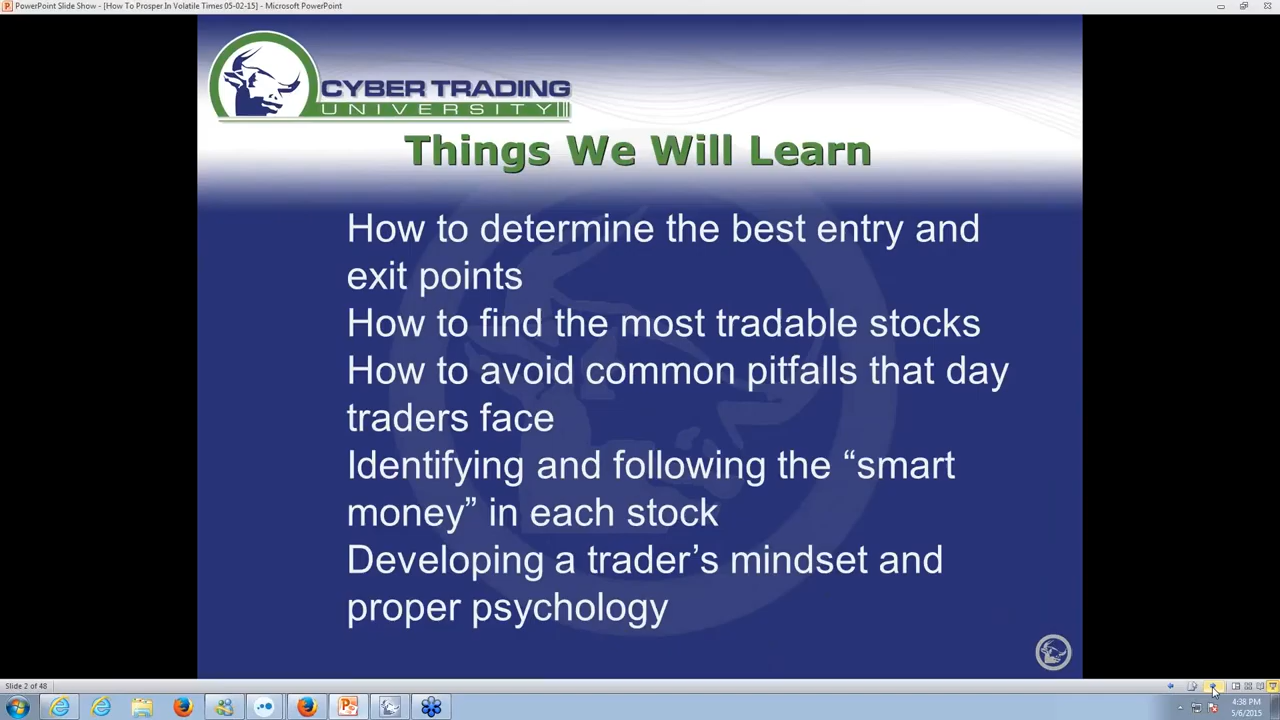 PowerPoint Slide Show - [How To Prosper In Volatile Times 05-02-15] - Microsoft PowerPoint
CYBER TRADING
UNIVERSITY
Things We Will Learn
How to determine the best entry and
exit points
How to find the most tradable stocks
How to avoid common pitfalls that day
traders face
Identifying and following the “smart
money” in each stock
Developing a trader’s mindset and
proper psychology
Slide 2 of 48
4:38 PM
5/6/2015